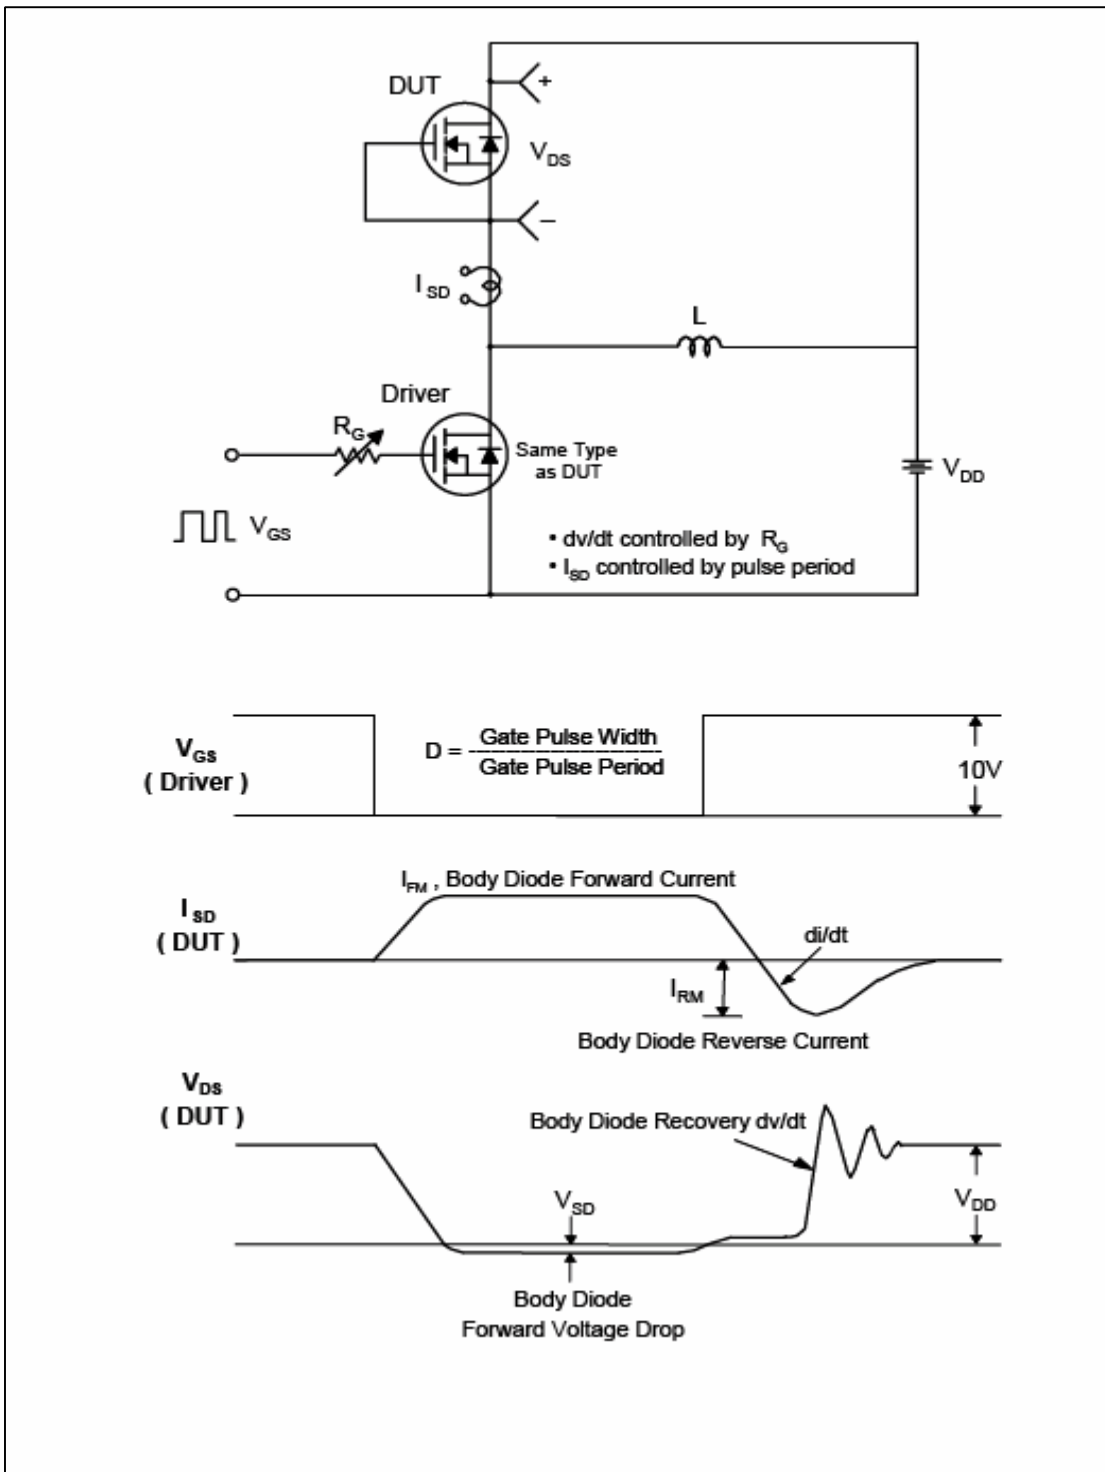 DUT
+
V_DS
–
I_SD
L
Driver
R_G
Same Type
as DUT
V_DD
V_GS
• dv/dt controlled by R_G
• I_SD controlled by pulse period
V_GS
( Driver )
D = Gate Pulse Width
Gate Pulse Period
10V
I_FM , Body Diode Forward Current
I_SD
( DUT )
di/dt
I_RM
Body Diode Reverse Current
V_DS
( DUT )
Body Diode Recovery dv/dt
V_SD
V_DD
Body Diode
Forward Voltage Drop